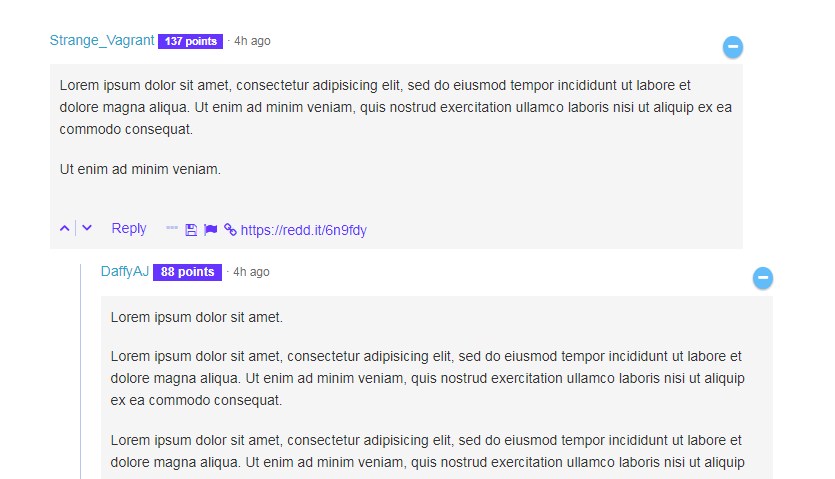 Strange_Vagrant 137 points · 4h ago
Lorem ipsum dolor sit amet, consectetur adipisicing elit, sed do eiusmod tempor incididunt ut labore et
dolore magna aliqua. Ut enim ad minim veniam, quis nostrud exercitation ullamco laboris nisi ut aliquip ex ea
commodo consequat.
Ut enim ad minim veniam.
Reply https://redd.it/6n9fdy
DaffyAJ 88 points · 4h ago
Lorem ipsum dolor sit amet.
Lorem ipsum dolor sit amet, consectetur adipisicing elit, sed do eiusmod tempor incididunt ut labore et
dolore magna aliqua. Ut enim ad minim veniam, quis nostrud exercitation ullamco laboris nisi ut aliquip
ex ea commodo consequat.
Lorem ipsum dolor sit amet, consectetur adipisicing elit, sed do eiusmod tempor incididunt ut labore et
dolore magna aliqua. Ut enim ad minim veniam, quis nostrud exercitation ullamco laboris nisi ut aliquip